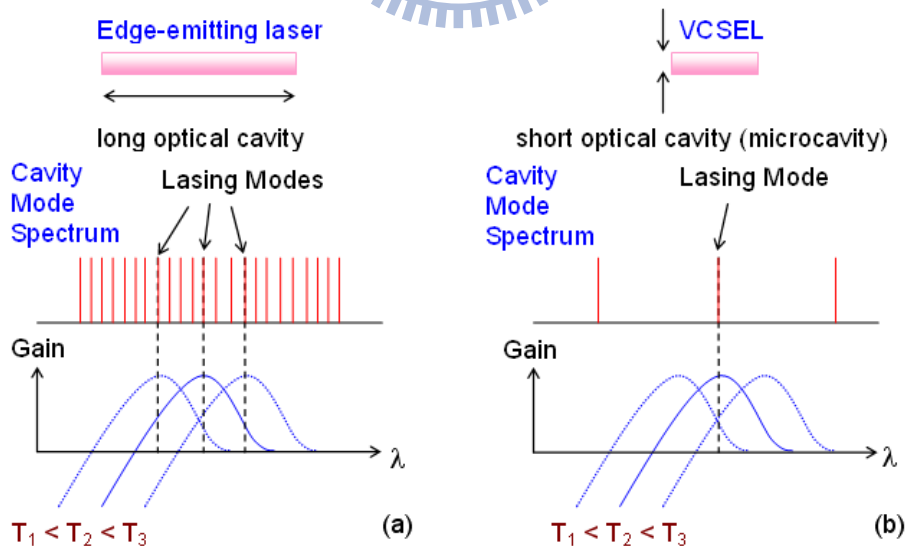 Edge-emitting laser
long optical cavity
Cavity
Mode
Spectrum
Lasing Modes
Gain
λ
T₁ < T₂ < T₃
(a)
VCSEL
short optical cavity (microcavity)
Cavity
Mode
Spectrum
Lasing Mode
Gain
λ
T₁ < T₂ < T₃
(b)